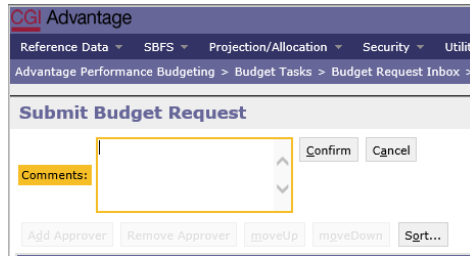 CGI Advantage
Reference Data SBFS Projection/Allocation Security Utilit
Advantage Performance Budgeting > Budget Tasks > Budget Request Inbox >
Submit Budget Request
Confirm Cancel
Comments:
Add Approver Remove Approver moveUp moveDown Sort...